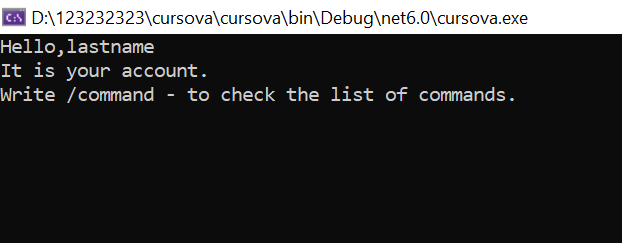 D:\123232323\cursova\cursova\bin\Debug\net6.0\cursova.exe
Hello,lastname
It is your account.
Write /command - to check the list of commands.